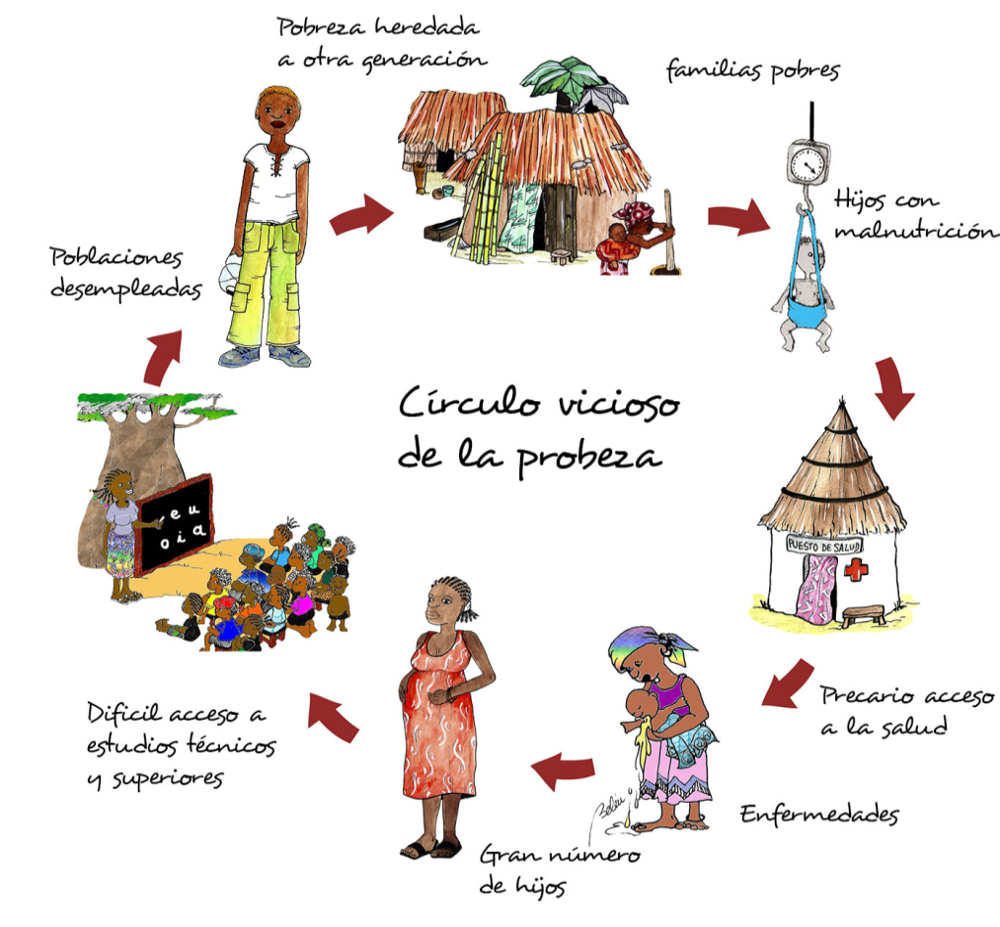 Pobreza heredada
a otra generación
familias pobres
Hijos con
malnutrición
Poblaciones
desempleadas
Círculo vicioso
de la probeza
e u
o i a
PUESTO DE SALUD
Precario acceso
a la salud
Dificil acceso a
estudios técnicos
y superiores
Enfermedades
Gran número
de hijos